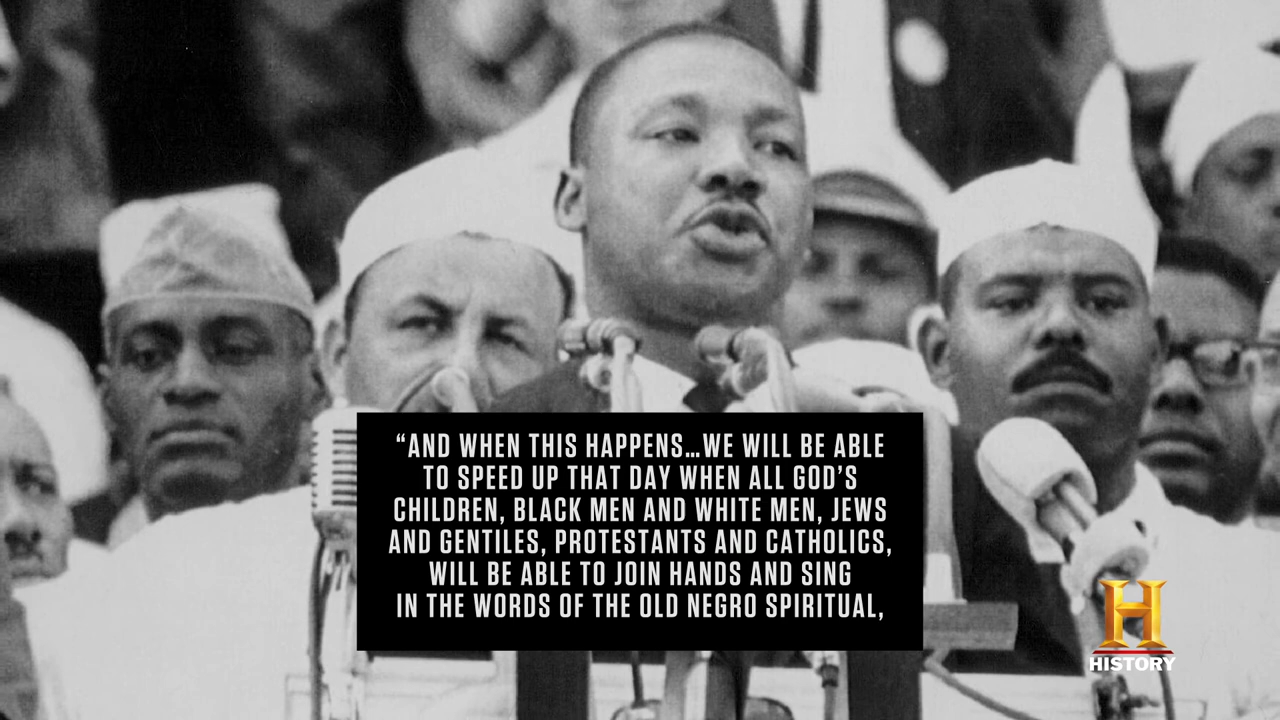 “AND WHEN THIS HAPPENS...WE WILL BE ABLE
TO SPEED UP THAT DAY WHEN ALL GOD’S
CHILDREN, BLACK MEN AND WHITE MEN, JEWS
AND GENTILES, PROTESTANTS AND CATHOLICS,
WILL BE ABLE TO JOIN HANDS AND SING
IN THE WORDS OF THE OLD NEGRO SPIRITUAL,
H
HISTORY